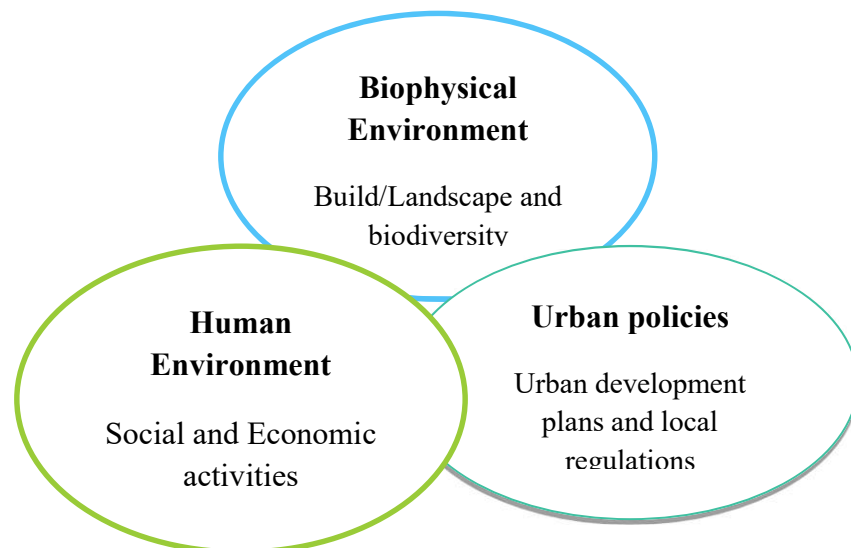 Biophysical
Environment
Build/Landscape and
biodiversity
Human
Environment
Social and Economic
activities
Urban policies
Urban development
plans and local
regulations